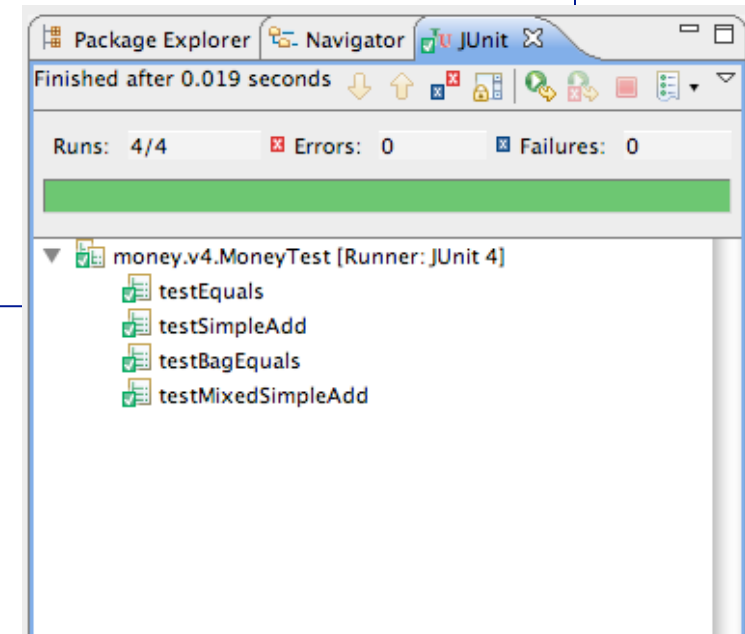 Package Explorer Navigator JUnit
Finished after 0.019 seconds
Runs: 4/4 Errors: 0 Failures: 0
money.v4.MoneyTest [Runner: JUnit 4]
testEquals
testSimpleAdd
testBagEquals
testMixedSimpleAdd